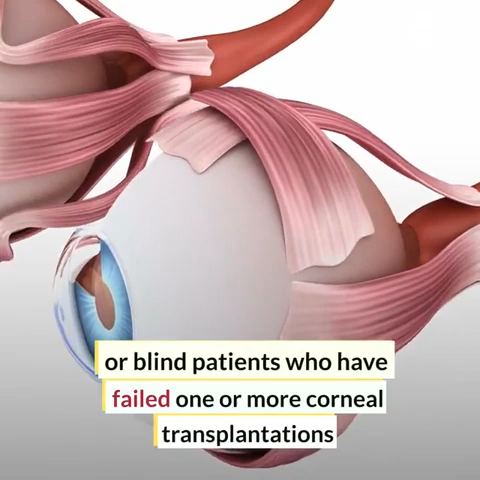 or blind patients who have
failed one or more corneal
transplantations